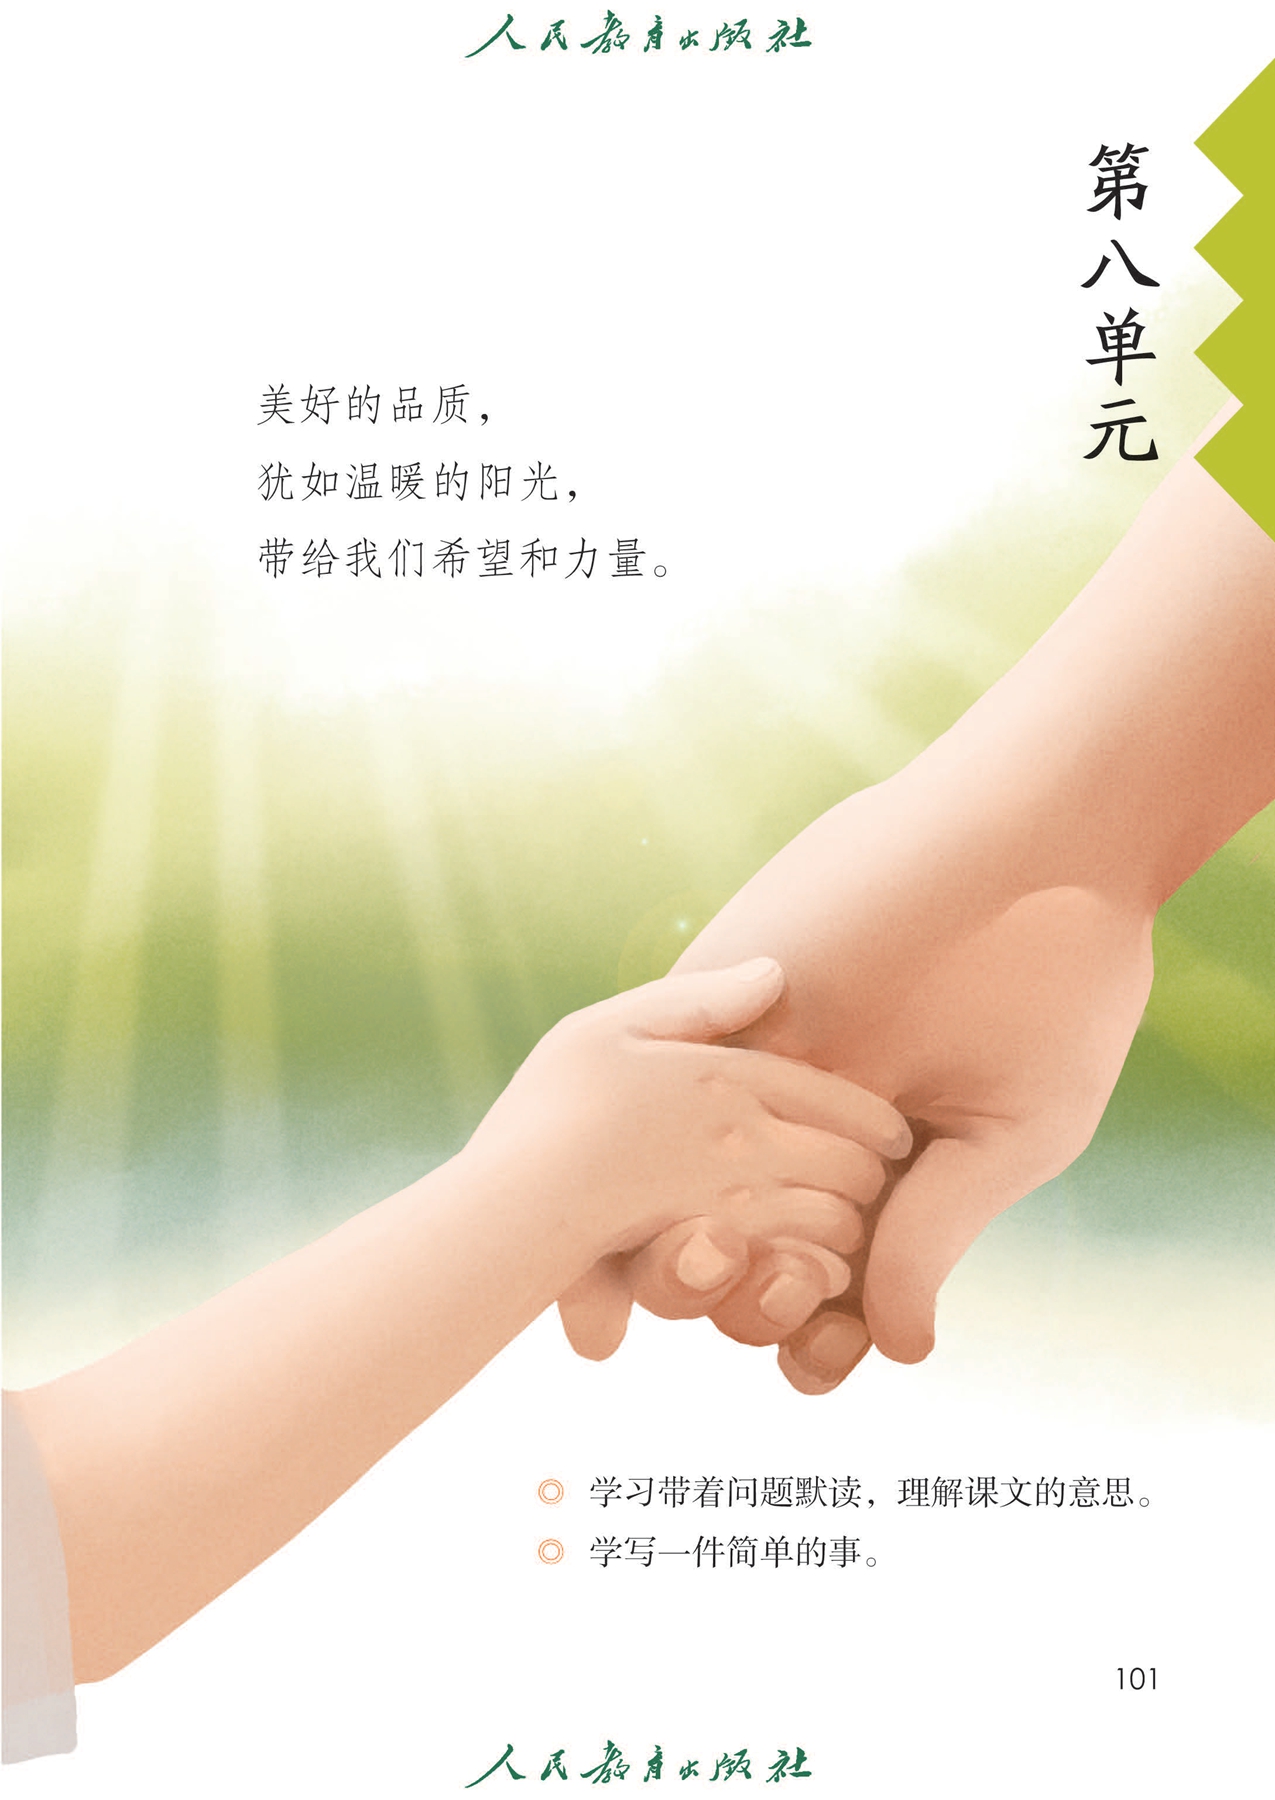 人民教育出版社
第八单元
美好的品质，
犹如温暖的阳光，
带给我们希望和力量。
◎ 学习带着问题默读，理解课文的意思。
◎ 学写一件简单的事。
101
人民教育出版社